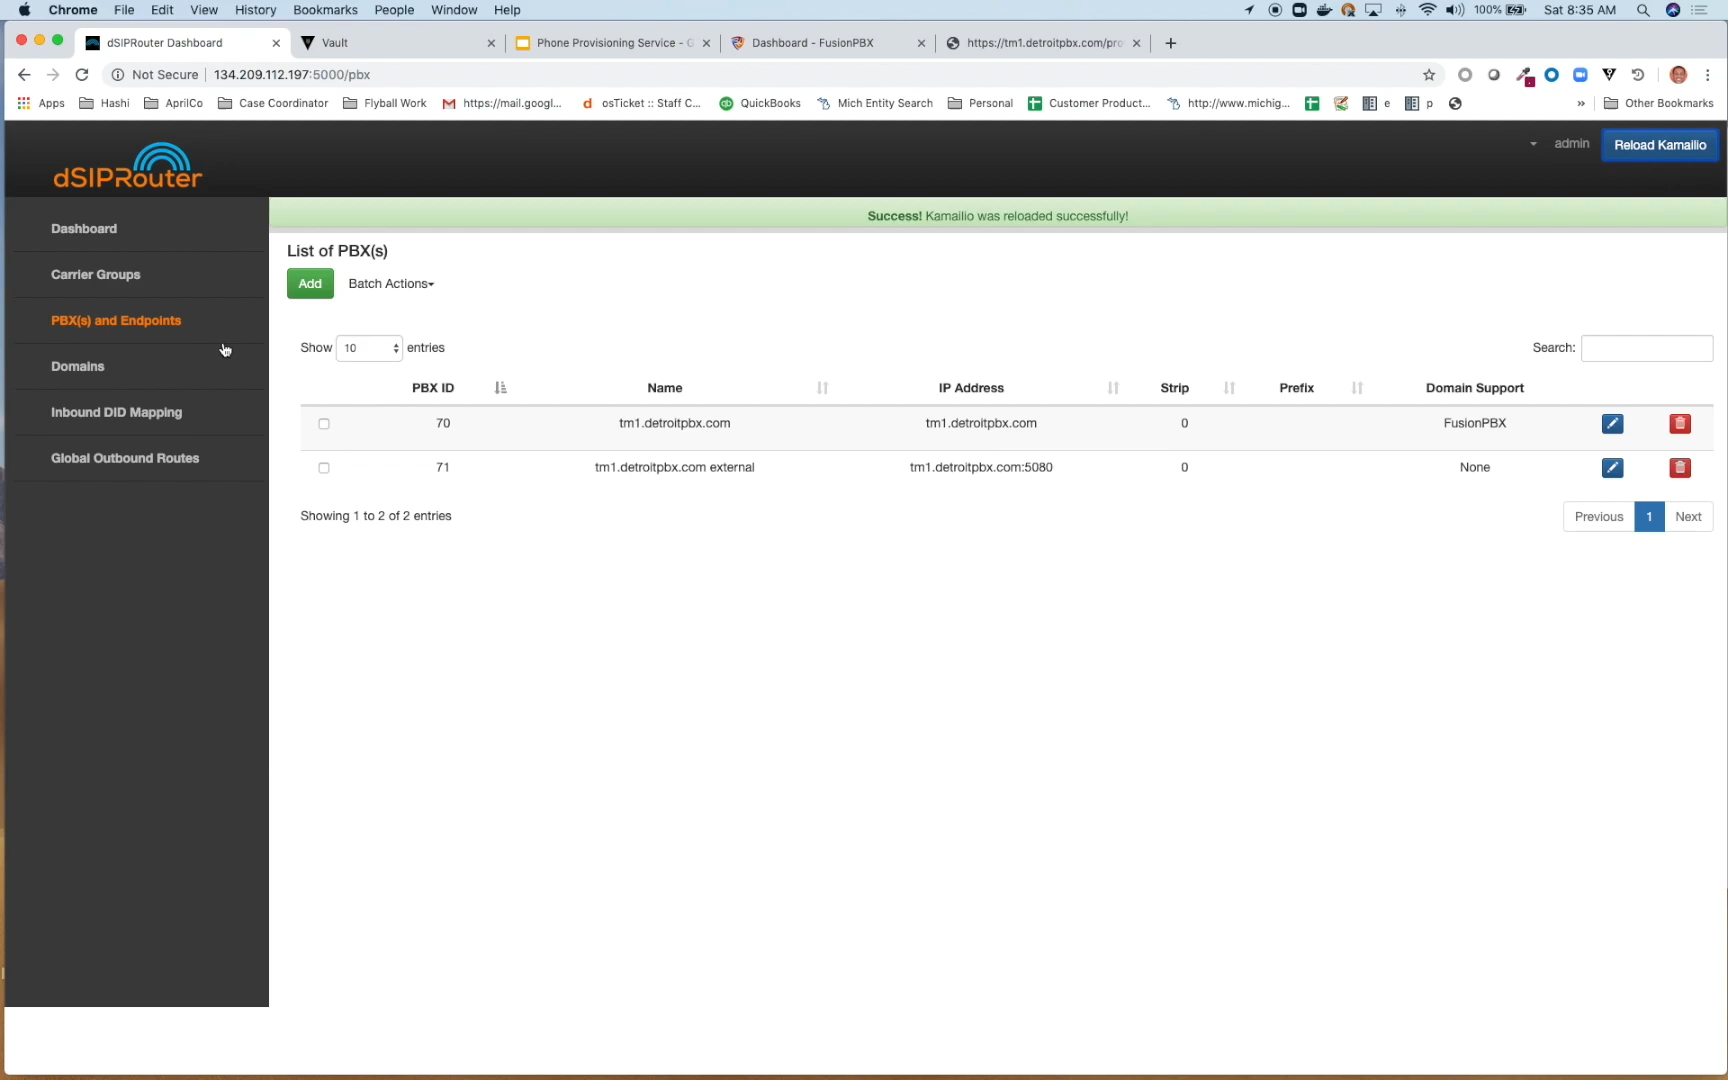 Chrome File Edit View History Bookmarks People Window Help 100% Sat 8:35 AM
dSIPRouter Dashboard Vault Phone Provisioning Service - G Dashboard - FusionPBX https://tm1.detroitpbx.com/pro
Not Secure 134.209.112.197:5000/pbx
Apps Hashi AprilCo Case Coordinator Flyball Work https://mail.googl... osTicket :: Staff C... QuickBooks Mich Entity Search Personal Customer Product... http://www.michig... e p » Other Bookmarks
dSIPRouter
admin Reload Kamailio
Success! Kamailio was reloaded successfully!
Dashboard
Carrier Groups
PBX(s) and Endpoints
Domains
Inbound DID Mapping
Global Outbound Routes
List of PBX(s)
Add Batch Actions
Show 10 entries Search:
PBX ID Name IP Address Strip Prefix Domain Support
70 tm1.detroitpbx.com tm1.detroitpbx.com 0 FusionPBX
71 tm1.detroitpbx.com external tm1.detroitpbx.com:5080 0 None
Showing 1 to 2 of 2 entries Previous 1 Next